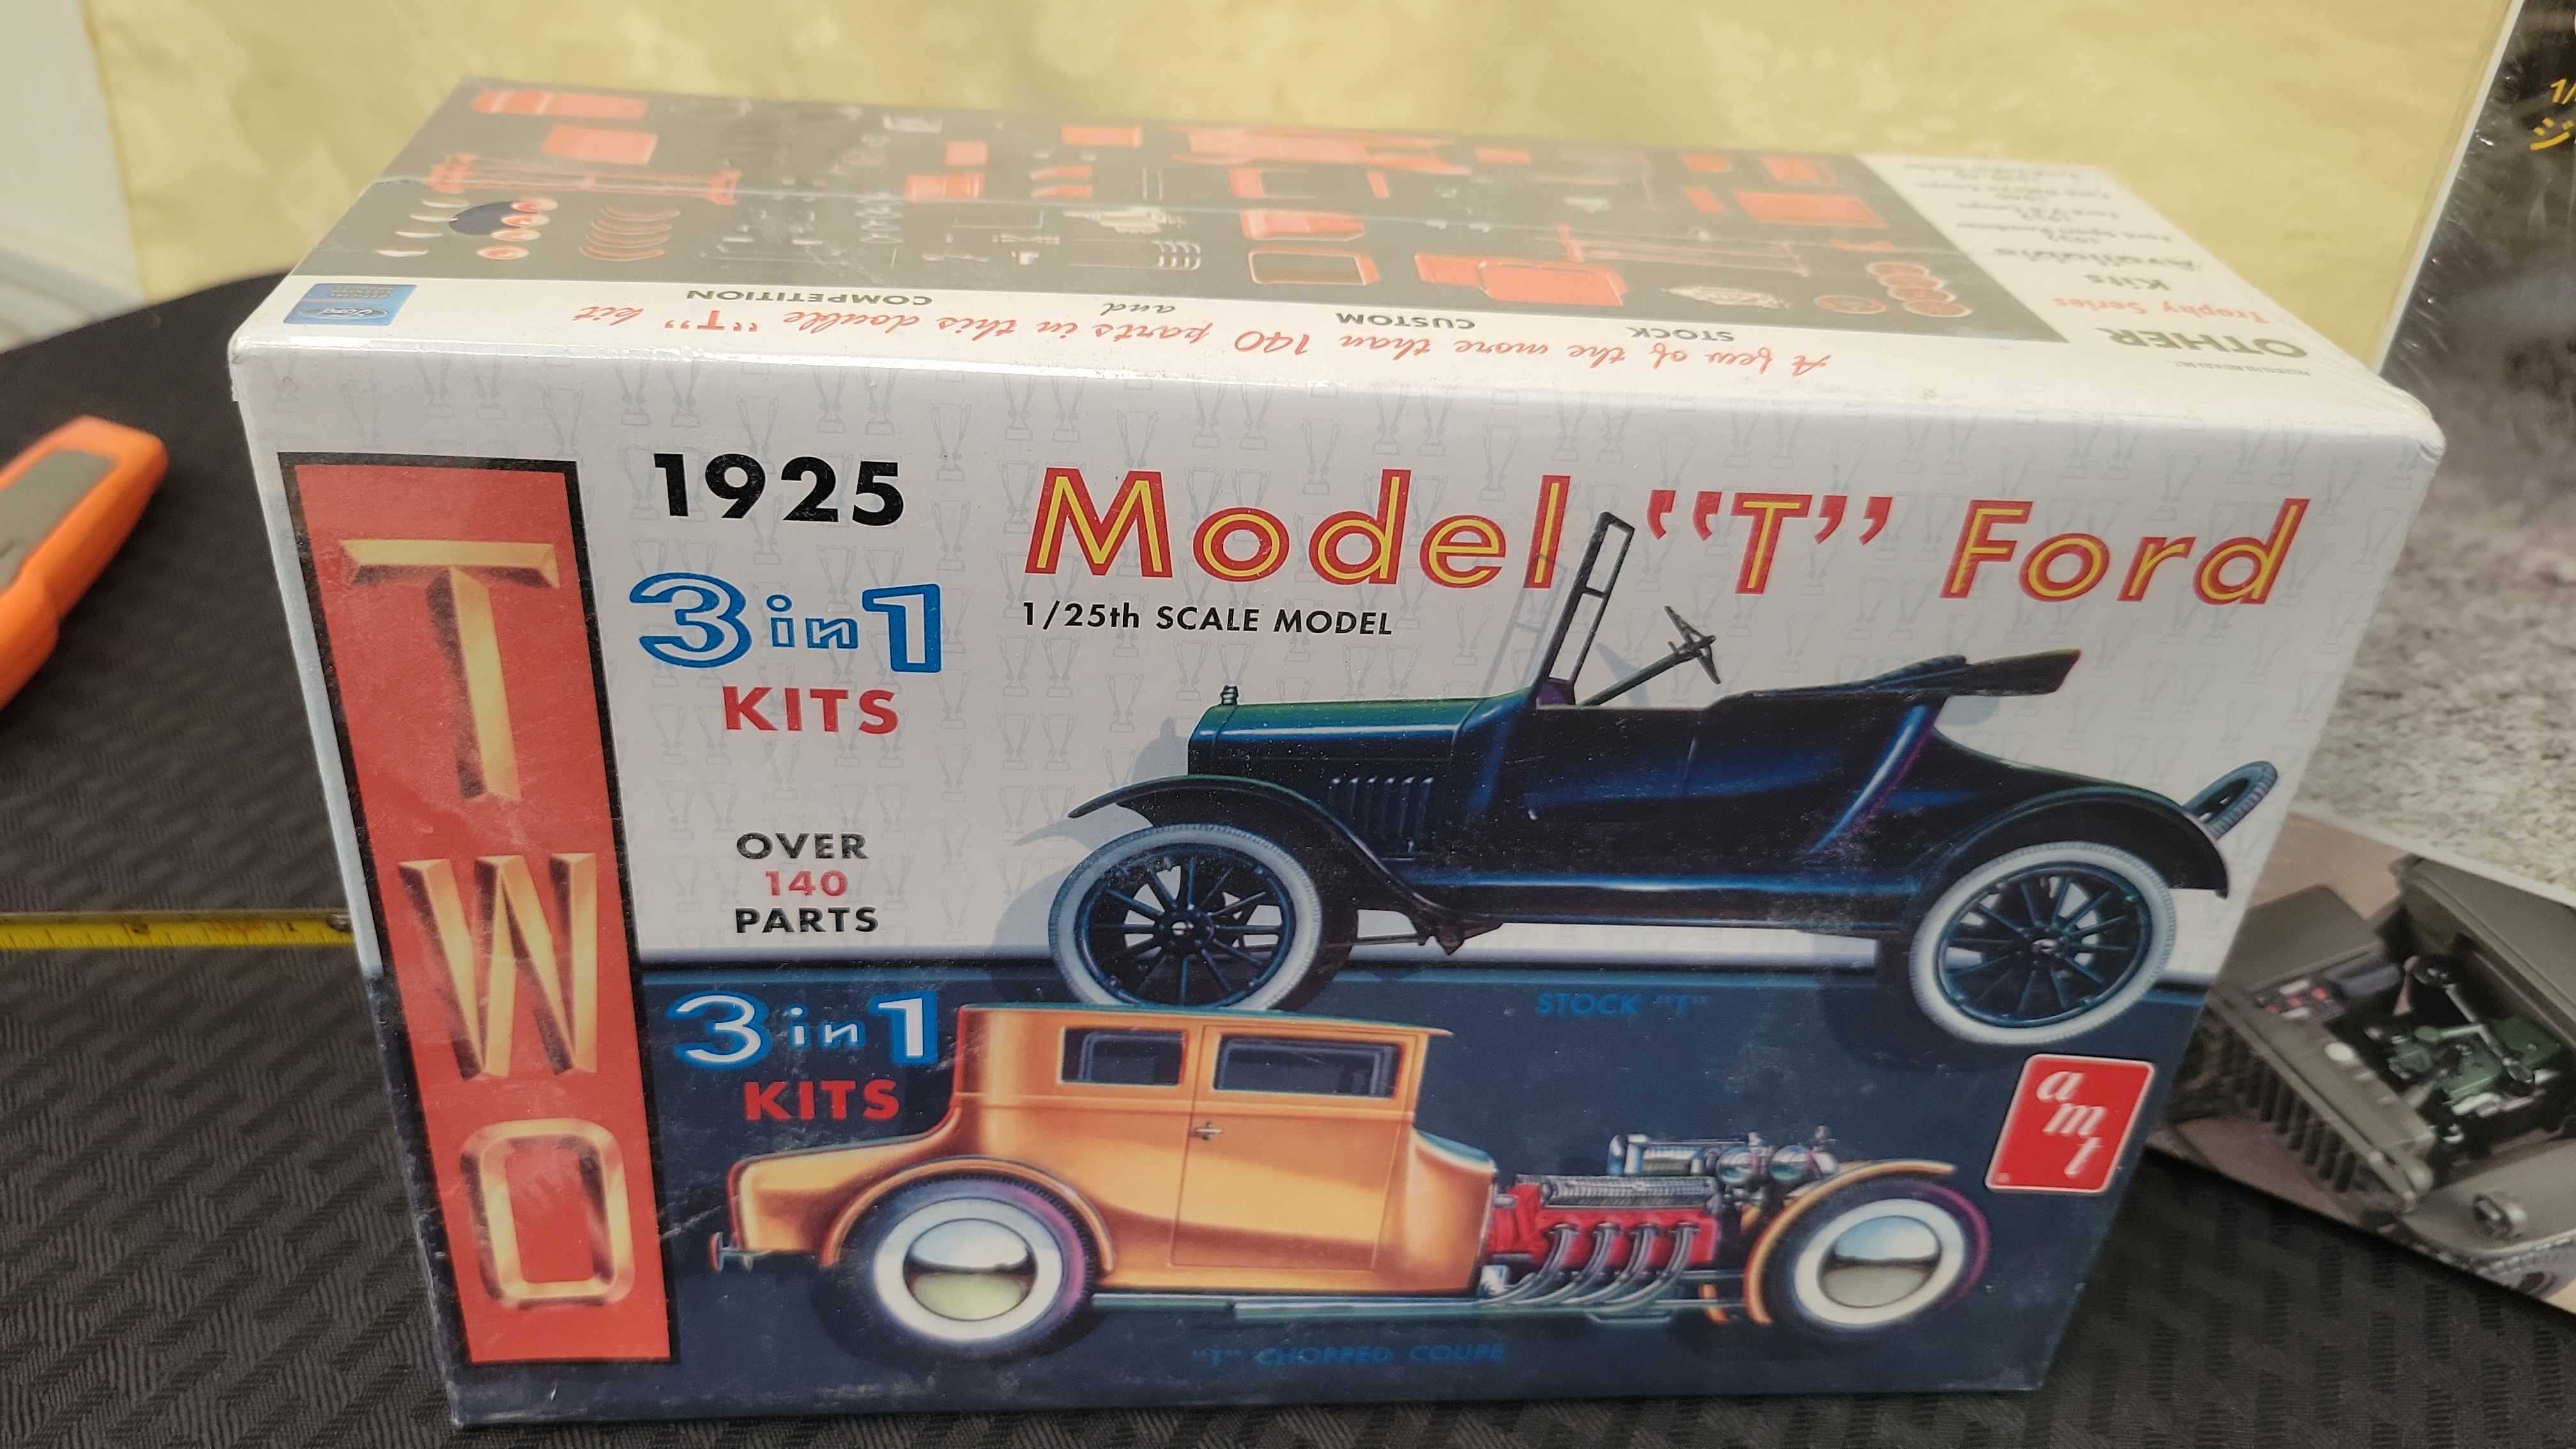 OTHER
Trophy Series
Kits
Available
A few of the more than 140 parts in this double "T" kit
STOCK
CUSTOM
and
COMPETITION
Ford
TWO
1925
3 in 1
KITS
OVER
140
PARTS
Model "T" Ford
1/25th SCALE MODEL
STOCK "T"
3 in 1
KITS
amt
"T" CHOPPED COUPE